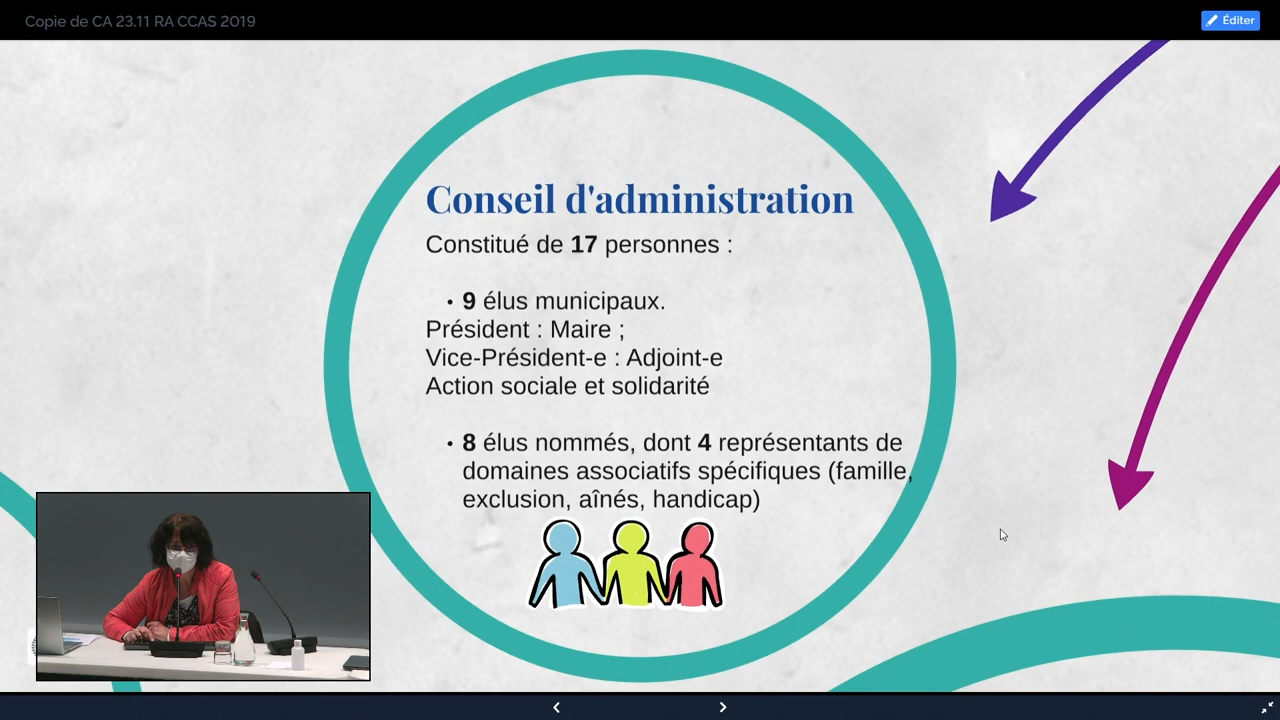 Copie de CA 23.11 RA CCAS 2019
Éditer
Conseil d'administration
Constitué de 17 personnes :
• 9 élus municipaux.
Président : Maire ;
Vice-Président-e : Adjoint-e
Action sociale et solidarité
• 8 élus nommés, dont 4 représentants de
domaines associatifs spécifiques (famille,
exclusion, aînés, handicap)